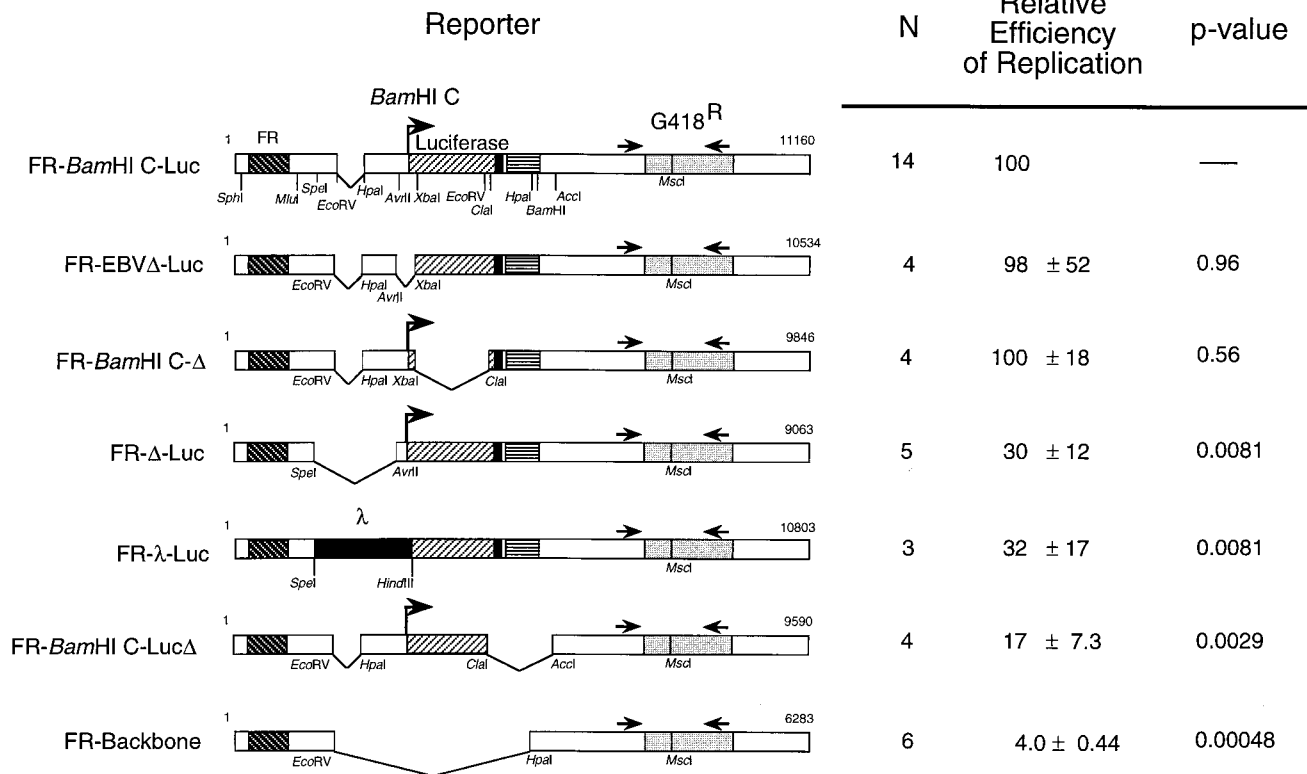 Reporter
N
Relative
Efficiency
of Replication
p-value
BamHI C
G418R
1 FR Luciferase 11160
FR-BamHI C-Luc 14 100 —
SphI MluI SpeI EcoRV HpaI AvrII XbaI EcoRV ClaI HpaI BamHI AccI MscI
1 10534
FR-EBVΔ-Luc 4 98 ± 52 0.96
EcoRV HpaI AvrII XbaI MscI
1 9846
FR-BamHI C-Δ 4 100 ± 18 0.56
EcoRV HpaI XbaI ClaI MscI
1 9063
FR-Δ-Luc 5 30 ± 12 0.0081
SpeI AvrII MscI
λ
1 10803
FR-λ-Luc 3 32 ± 17 0.0081
SpeI HindIII MscI
1 9590
FR-BamHI C-LucΔ 4 17 ± 7.3 0.0029
EcoRV HpaI ClaI AccI MscI
1 6283
FR-Backbone 6 4.0 ± 0.44 0.00048
EcoRV HpaI MscI